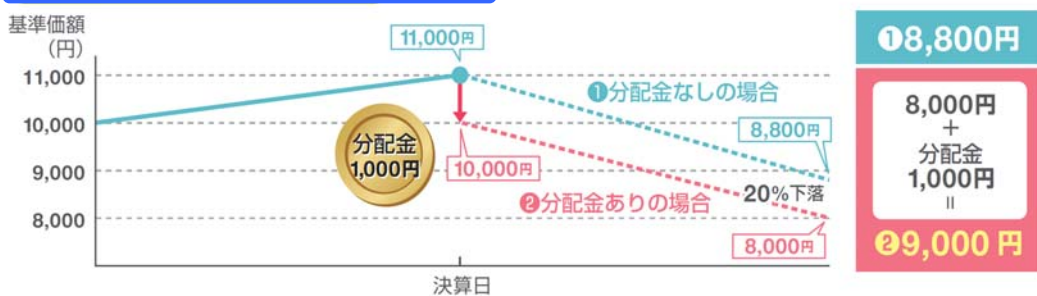 基準価額
（円）
11,000
10,000
9,000
8,000
11,000円
❶分配金なしの場合
8,800円
分配金
1,000円
10,000円
❷分配金ありの場合
20%下落
8,000円
決算日
❶8,800円
8,000円
+
分配金
1,000円
=
❷9,000 円